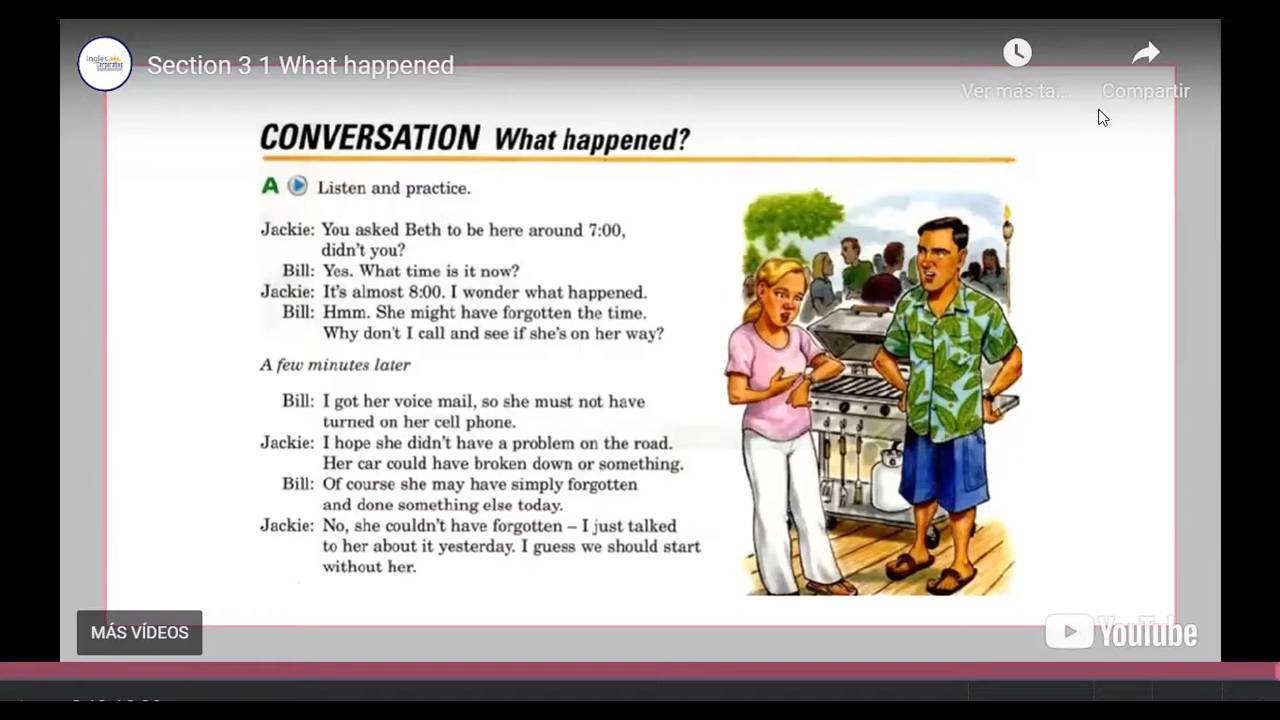 Section 3 1 What happened
Ver más ta...
Compartir
CONVERSATION What happened?
A Listen and practice.
Jackie: You asked Beth to be here around 7:00,
didn't you?
Bill: Yes. What time is it now?
Jackie: It's almost 8:00. I wonder what happened.
Bill: Hmm. She might have forgotten the time.
Why don't I call and see if she's on her way?
A few minutes later
Bill: I got her voice mail, so she must not have
turned on her cell phone.
Jackie: I hope she didn't have a problem on the road.
Her car could have broken down or something.
Bill: Of course she may have simply forgotten
and done something else today.
Jackie: No, she couldn't have forgotten – I just talked
to her about it yesterday. I guess we should start
without her.
MÁS VÍDEOS
YouTube